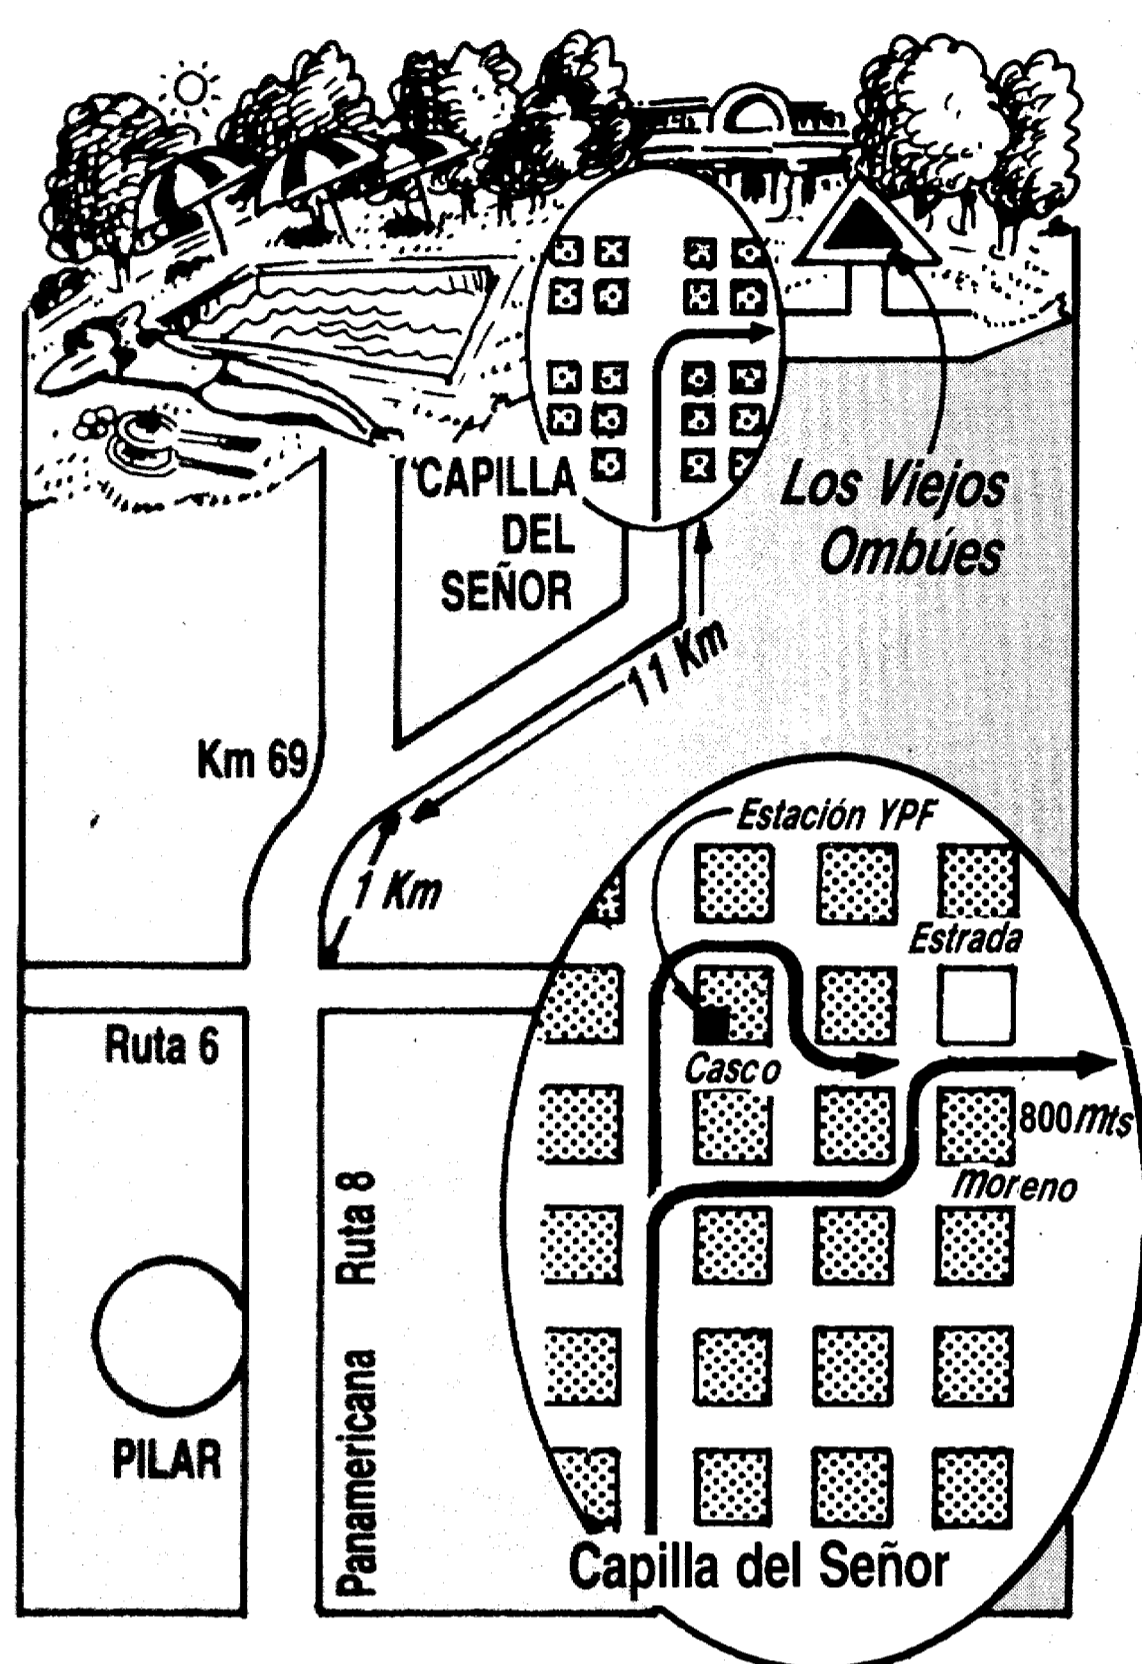 CAPILLA
DEL
SEÑOR
Los Viejos
Ombúes
11 Km
Km 69
1 Km
Estación YPF
Estrada
Ruta 6
Casco
800 mts
moreno
Panamericana Ruta 8
PILAR
Capilla del Señor